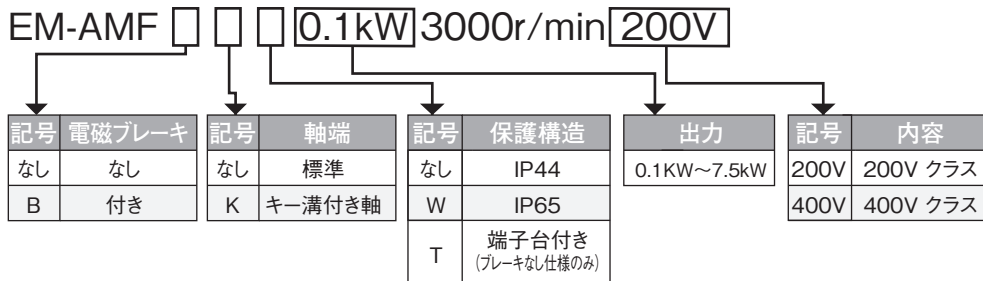 EM-AMF 0.1kW 3000r/min 200V
記号 電磁ブレーキ
なし なし
B 付き
記号 軸端
なし 標準
K キー溝付き軸
記号 保護構造
なし IP44
W IP65
T 端子台付き
(ブレーキなし仕様のみ)
出力
0.1KW～7.5kW
記号 内容
200V 200V クラス
400V 400V クラス